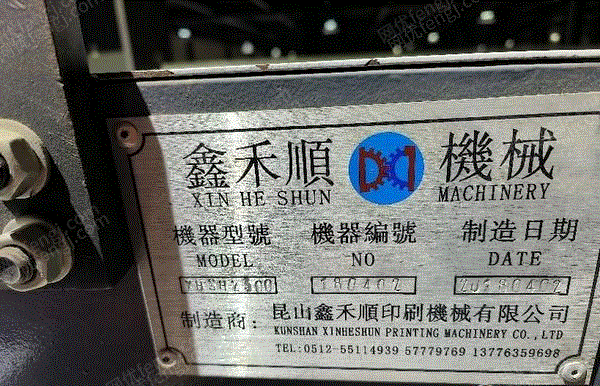 鑫禾順 機械
XIN HE SHUN MACHINERY
機器型號 機器編號 制造日期
MODEL NO DATE
180402 20180402
制造商: 昆山鑫禾順印刷機械有限公司
KUNSHAN XINHESHUN PRINTING MACHINERY CO., LTD
TEL:0512-55114939 57779769 13776359698